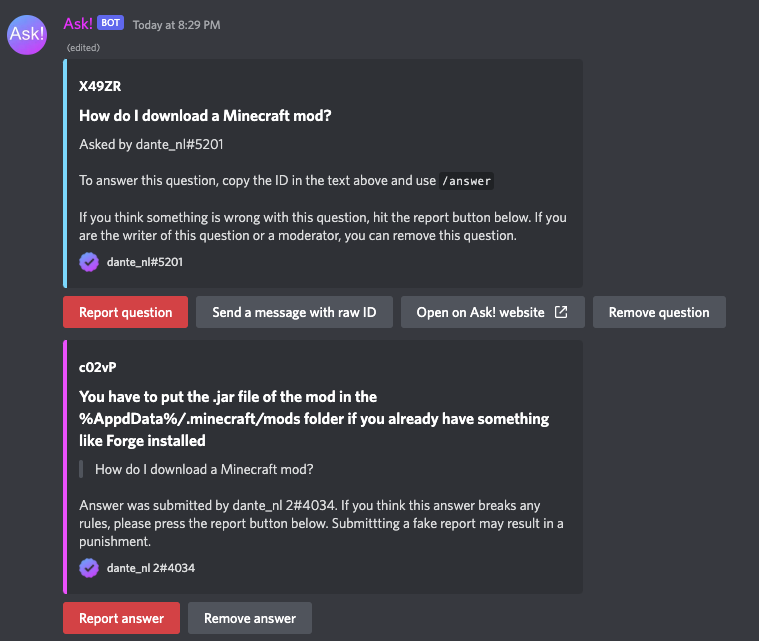 Ask!
Ask! BOT Today at 8:29 PM
(edited)
X49ZR
How do I download a Minecraft mod?
Asked by dante_nl#5201
To answer this question, copy the ID in the text above and use /answer
If you think something is wrong with this question, hit the report button below. If you
are the writer of this question or a moderator, you can remove this question.
dante_nl#5201
Report question Send a message with raw ID Open on Ask! website Remove question
c02vP
You have to put the .jar file of the mod in the
%AppdData%/.minecraft/mods folder if you already have something
like Forge installed
How do I download a Minecraft mod?
Answer was submitted by dante_nl 2#4034. If you think this answer breaks any
rules, please press the report button below. Submittting a fake report may result in a
punishment.
dante_nl 2#4034
Report answer Remove answer